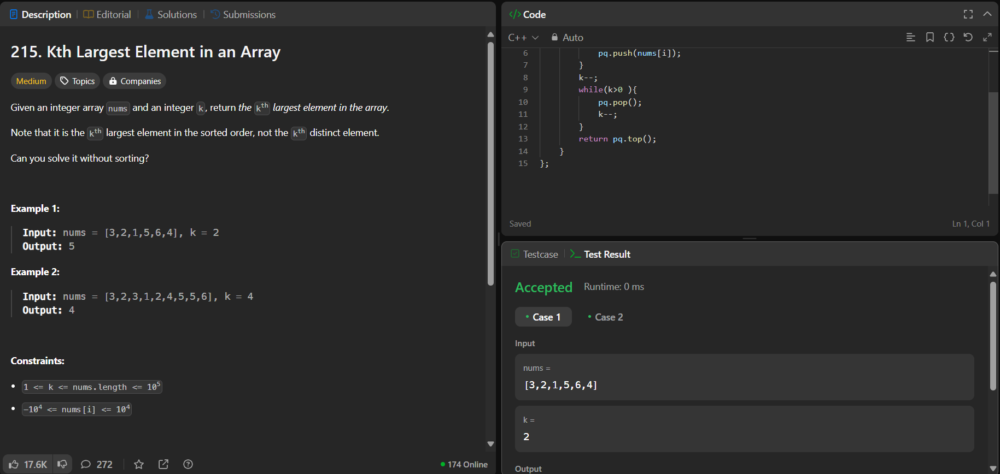 Description Editorial Solutions Submissions
215. Kth Largest Element in an Array
Medium Topics Companies
Given an integer array nums and an integer k, return the kth largest element in the array.
Note that it is the kth largest element in the sorted order, not the kth distinct element.
Can you solve it without sorting?
Example 1:
Input: nums = [3,2,1,5,6,4], k = 2
Output: 5
Example 2:
Input: nums = [3,2,3,1,2,4,5,5,6], k = 4
Output: 4
Constraints:
• 1 <= k <= nums.length <= 10^5
• -10^4 <= nums[i] <= 10^4
17.6K 272 174 Online
</> Code
C++ Auto
6 pq.push(nums[i]);
7 }
8 k--;
9 while(k>0 ){
10 pq.pop();
11 k--;
12 }
13 return pq.top();
14 }
15 };
Saved Ln 1, Col 1
Testcase >_ Test Result
Accepted Runtime: 0 ms
• Case 1 • Case 2
Input
nums =
[3,2,1,5,6,4]
k =
2
Output